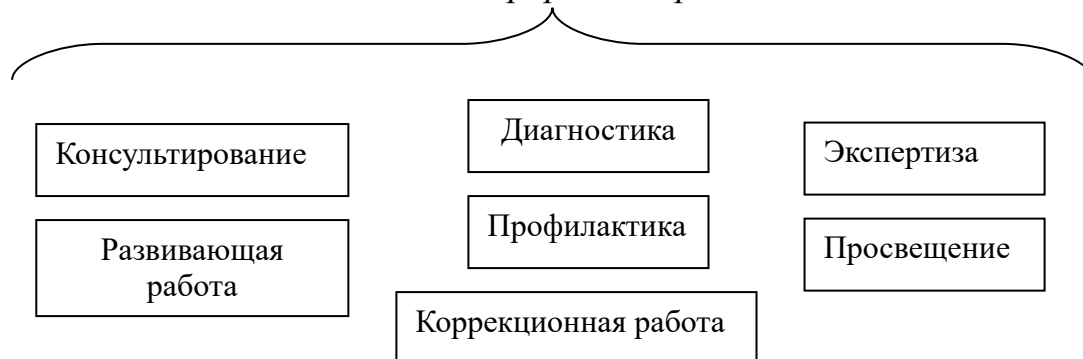 Консультирование
Развивающая
работа
Диагностика
Профилактика
Коррекционная работа
Экспертиза
Просвещение